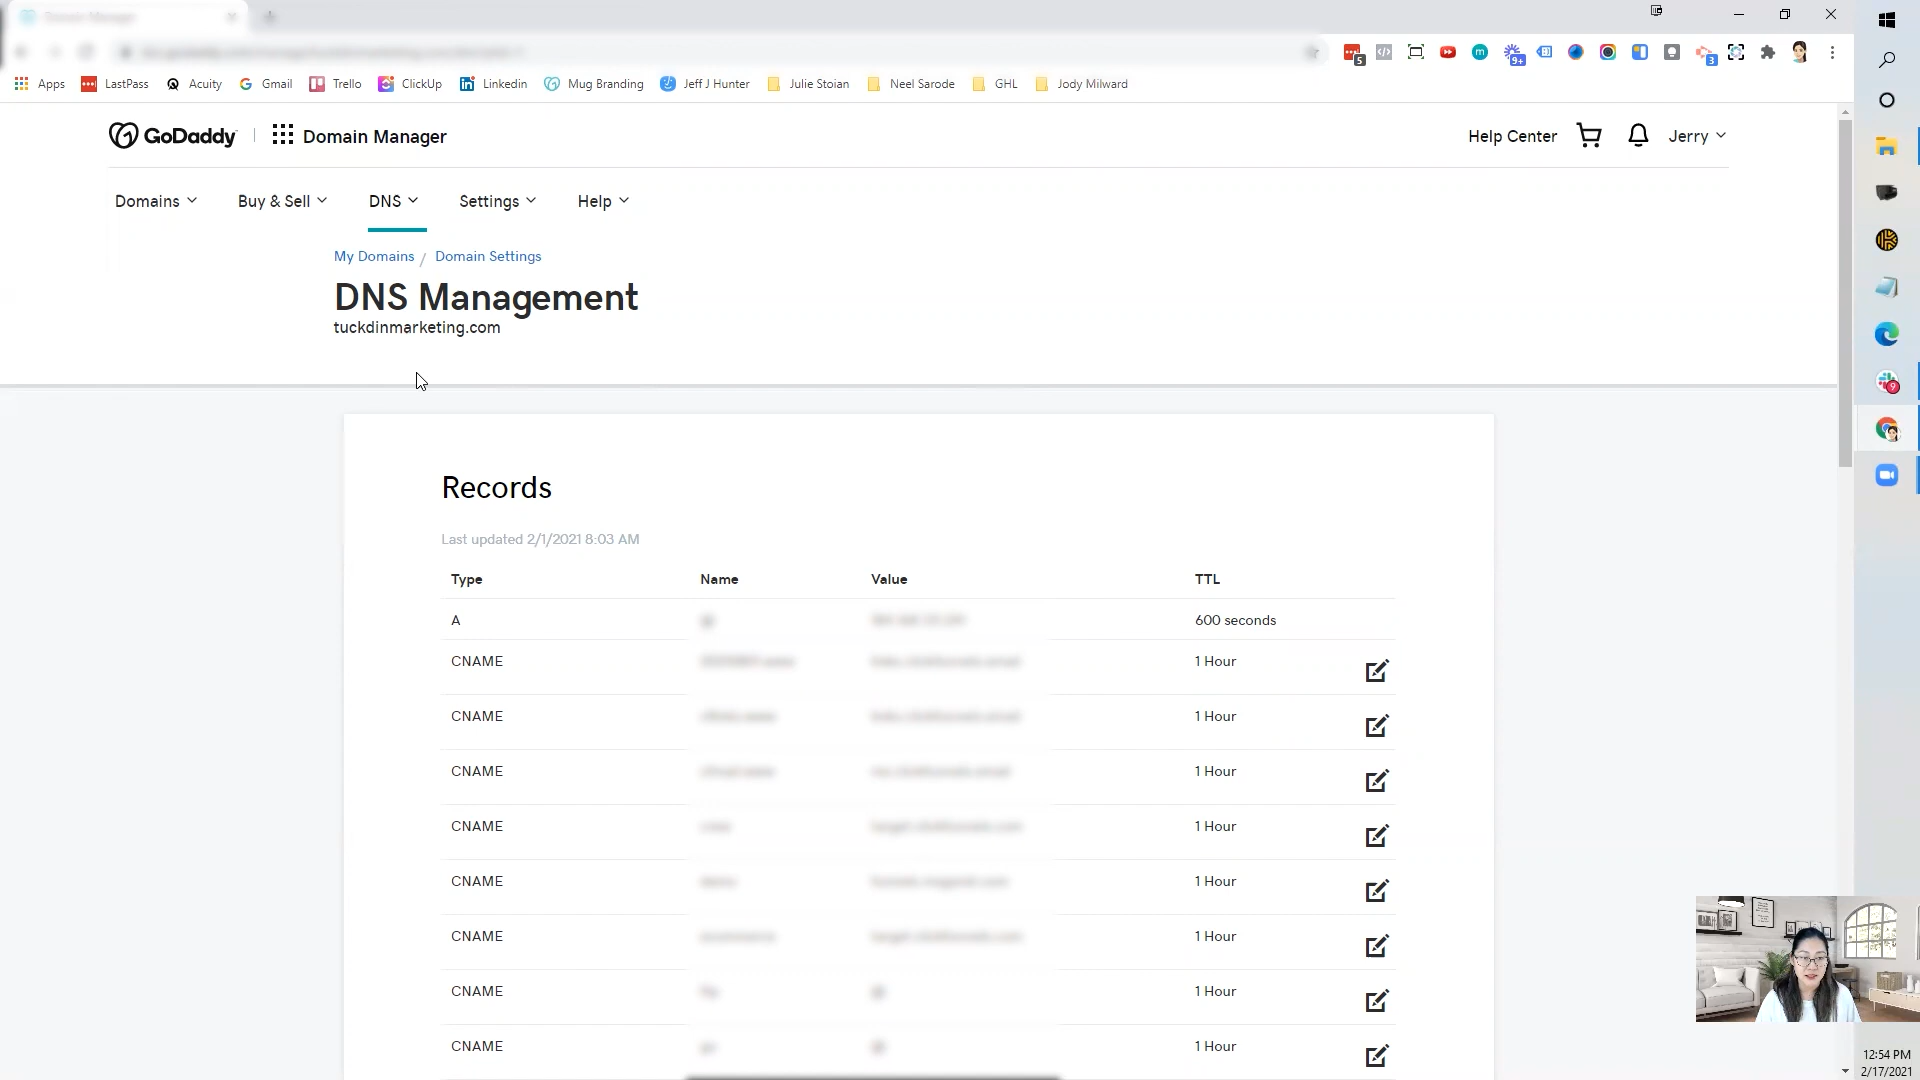 Apps
LastPass
Acuity
Gmail
Trello
ClickUp
Linkedin
Mug Branding
Jeff J Hunter
Julie Stoian
Neel Sarode
GHL
Jody Milward
5
9+
3
GoDaddy
Domain Manager
Help Center
Jerry
Domains
Buy & Sell
DNS
Settings
Help
My Domains / Domain Settings
DNS Management
tuckdinmarketing.com
Records
Last updated 2/1/2021 8:03 AM
Type Name Value TTL
A 600 seconds
CNAME 1 Hour
CNAME 1 Hour
CNAME 1 Hour
CNAME 1 Hour
CNAME 1 Hour
CNAME 1 Hour
CNAME 1 Hour
CNAME 1 Hour
9
12:54 PM
2/17/2021